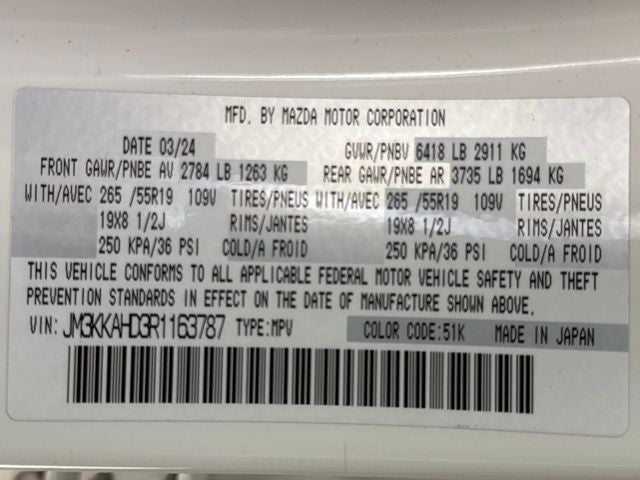 MFD. BY MAZDA MOTOR CORPORATION
DATE 03/24 GVWR/PNBV 6418 LB 2911 KG
FRONT GAWR/PNBE AV 2784 LB 1263 KG REAR GAWR/PNBE AR 3735 LB 1694 KG
WITH/AVEC 265 /55R19 109V TIRES/PNEUS WITH/AVEC 265 /55R19 109V TIRES/PNEUS
19X8 1/2J RIMS/JANTES 19X8 1/2J RIMS/JANTES
250 KPA/36 PSI COLD/A FROID 250 KPA/36 PSI COLD/A FROID
THIS VEHICLE CONFORMS TO ALL APPLICABLE FEDERAL MOTOR VEHICLE SAFETY AND THEFT
PREVENTION STANDARDS IN EFFECT ON THE DATE OF MANUFACTURE SHOWN ABOVE.
VIN: JM3KKAHD3R1163787 TYPE:MPV COLOR CODE:51K MADE IN JAPAN